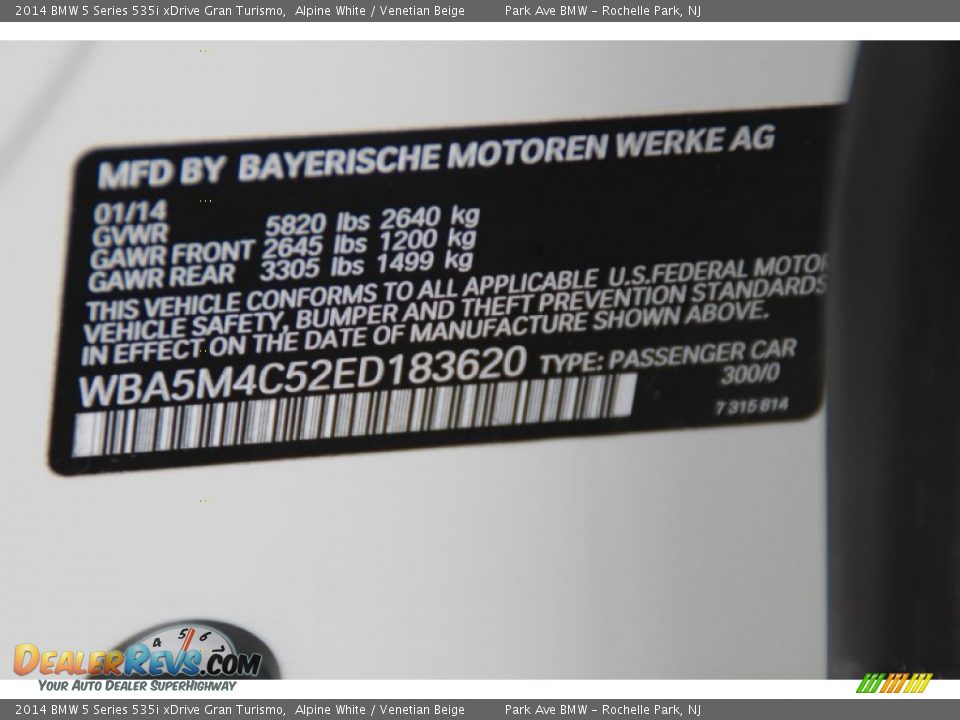 2014 BMW 5 Series 535i xDrive Gran Turismo, Alpine White / Venetian Beige Park Ave BMW - Rochelle Park, NJ
MFD BY BAYERISCHE MOTOREN WERKE AG
01/14
GVWR 5820 lbs 2640 kg
GAWR FRONT 2645 lbs 1200 kg
GAWR REAR 3305 lbs 1499 kg
THIS VEHICLE CONFORMS TO ALL APPLICABLE U.S.FEDERAL MOTOR
VEHICLE SAFETY, BUMPER AND THEFT PREVENTION STANDARDS
IN EFFECT ON THE DATE OF MANUFACTURE SHOWN ABOVE.
WBA5M4C52ED183620 TYPE: PASSENGER CAR
300/0
7 315 814
4 5 6
DEALERREVS.COM
YOUR AUTO DEALER SUPERHIGHWAY
2014 BMW 5 Series 535i xDrive Gran Turismo, Alpine White / Venetian Beige Park Ave BMW - Rochelle Park, NJ